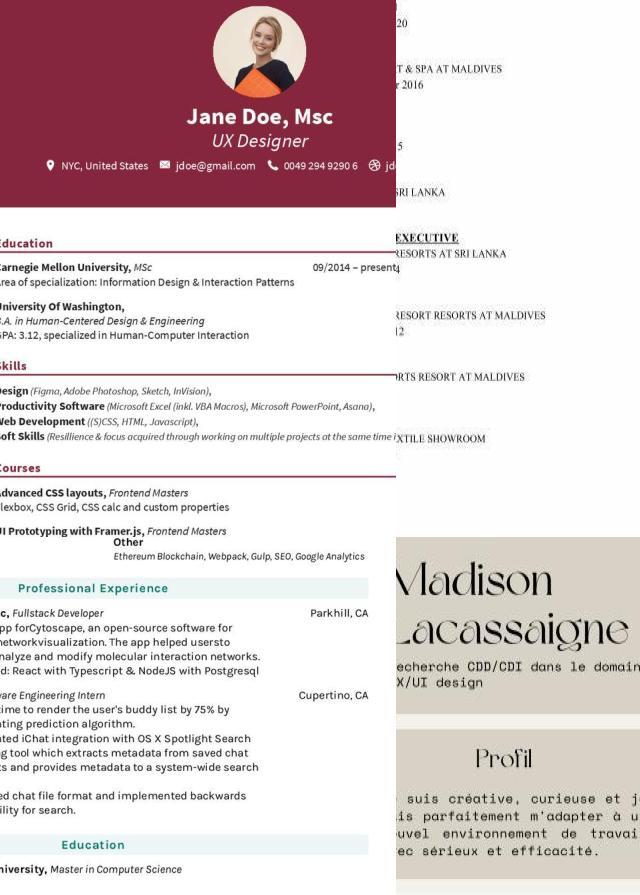 Jane Doe, Msc
UX Designer
NYC, United States jdoe@gmail.com 0049 294 9290 6 jd
Education
Carnegie Mellon University, MSc 09/2014 – present
Area of specialization: Information Design & Interaction Patterns
University Of Washington,
B.A. in Human-Centered Design & Engineering
GPA: 3.12, specialized in Human-Computer Interaction
Skills
Design (Figma, Adobe Photoshop, Sketch, InVision),
Productivity Software (Microsoft Excel (inkl. VBA Macros), Microsoft PowerPoint, Asana),
Web Development ((S)CSS, HTML, Javascript),
Soft Skills (Resillience & focus acquired through working on multiple projects at the same time i
Courses
Advanced CSS layouts, Frontend Masters
Flexbox, CSS Grid, CSS calc and custom properties
UI Prototyping with Framer.js, Frontend Masters
Other
Ethereum Blockchain, Webpack, Gulp, SEO, Google Analytics
Professional Experience
c, Fullstack Developer Parkhill, CA
pp forCytoscape, an open-source software for
networkvisualization. The app helped usersto
nalyze and modify molecular interaction networks.
d: React with Typescript & NodeJS with Postgresql
ware Engineering Intern Cupertino, CA
time to render the user's buddy list by 75% by
ting prediction algorithm.
nted iChat integration with OS X Spotlight Search
g tool which extracts metadata from saved chat
ts and provides metadata to a system-wide search
ed chat file format and implemented backwards
ility for search.
Education
niversity, Master in Computer Science
20
T & SPA AT MALDIVES
r 2016
5
SRI LANKA
EXECUTIVE
RESORTS AT SRI LANKA
RESORT RESORTS AT MALDIVES
12
ORTS RESORT AT MALDIVES
XTILE SHOWROOM
Madison
Lacassaigne
echerche CDD/CDI dans le domain
X/UI design
Profil
suis créative, curieuse et j
is parfaitement m'adapter à u
ouvel environnement de travai
ec sérieux et efficacité.